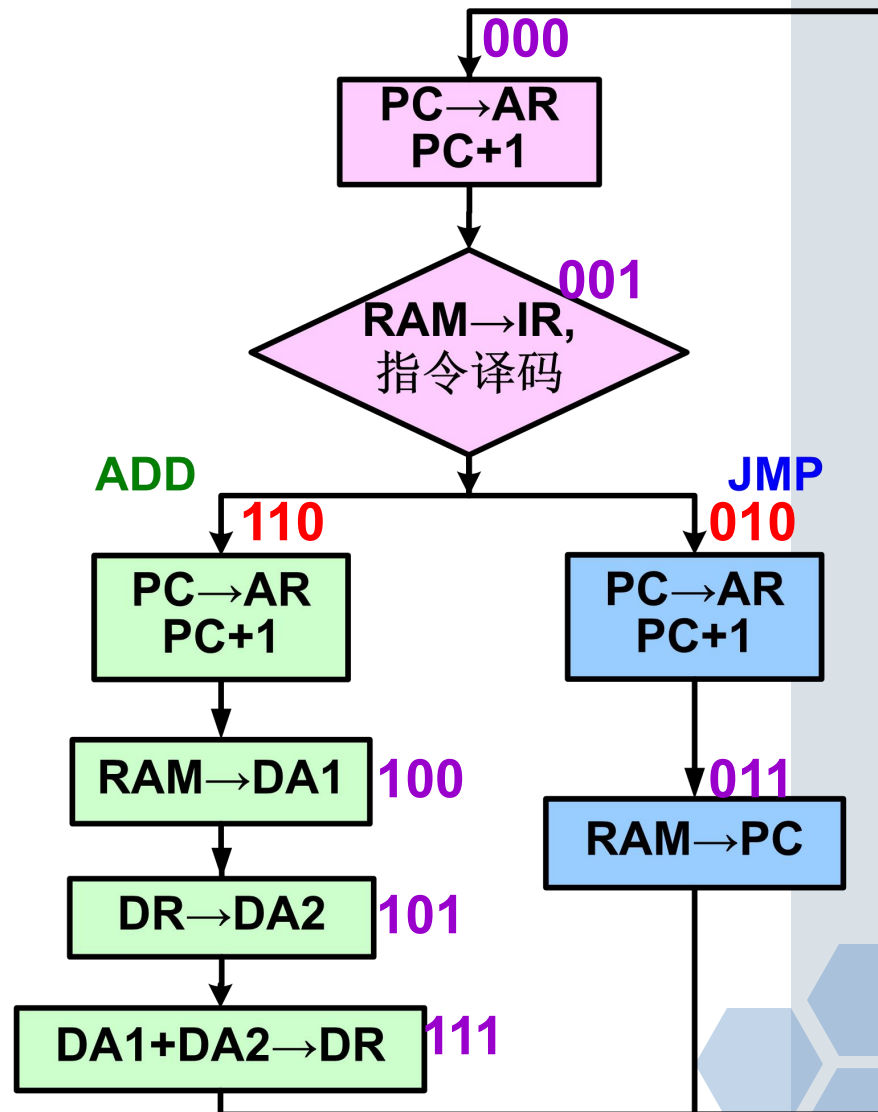 000
PC→AR
PC+1
001
RAM→IR,
指令译码
ADD
JMP
110
010
PC→AR
PC+1
PC→AR
PC+1
RAM→DA1
100
011
RAM→PC
DR→DA2
101
DA1+DA2→DR
111